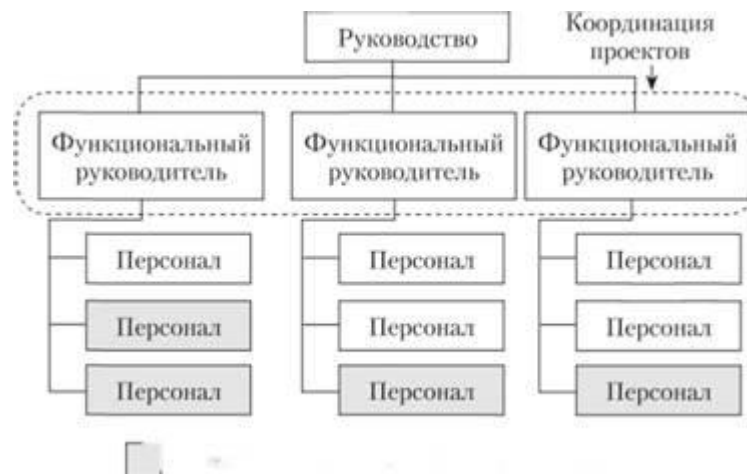 Руководство
Координация
проектов
Функциональный
руководитель
Функциональный
руководитель
Функциональный
руководитель
Персонал
Персонал
Персонал
Персонал
Персонал
Персонал
Персонал
Персонал
Персонал